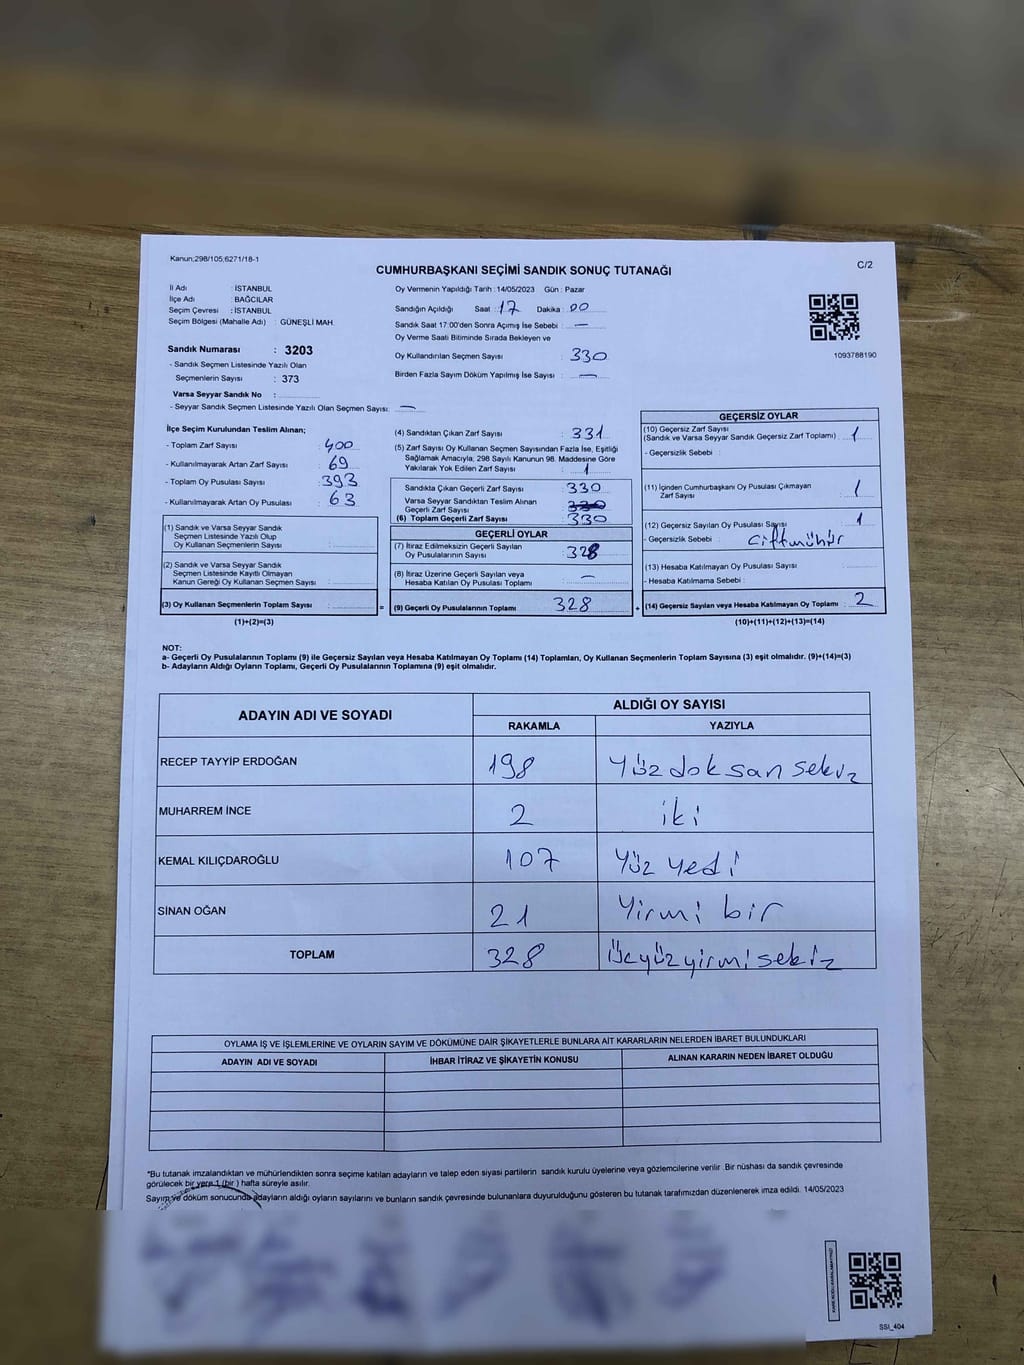 Kanun;298/105;6271/18-1
CUMHURBAŞKANI SEÇİMİ SANDIK SONUÇ TUTANAĞI
C/2
İl Adı : İSTANBUL
İlçe Adı : BAĞCILAR
Seçim Çevresi : İSTANBUL
Seçim Bölgesi (Mahalle Adı) : GÜNEŞLİ MAH.
Sandık Numarası : 3203
- Sandık Seçmen Listesinde Yazılı Olan
Seçmenlerin Sayısı : 373
Varsa Seyyar Sandık No :
- Seyyar Sandık Seçmen Listesinde Yazılı Olan Seçmen Sayısı: —
Oy Vermenin Yapıldığı Tarih : 14/05/2023 Gün : Pazar
Sandığın Açıldığı Saat : 17 Dakika : 00
Sandık Saat 17:00'den Sonra Açımış İse Sebebi : —
Oy Verme Saati Bitiminde Sırada Bekleyen ve
Oy Kullandırılan Seçmen Sayısı : 330
Birden Fazla Sayım Döküm Yapılmış İse Sayısı : —
1093788190
İlçe Seçim Kurulundan Teslim Alınan;
- Toplam Zarf Sayısı : 400
- Kullanılmayarak Artan Zarf Sayısı : 69
- Toplam Oy Pusulası Sayısı : 393
- Kullanılmayarak Artan Oy Pusulası : 63
(1) Sandık ve Varsa Seyyar Sandık
Seçmen Listesinde Yazılı Olup
Oy Kullanan Seçmenlerin Sayısı :
(2) Sandık ve Varsa Seyyar Sandık
Seçmen Listesinde Kayıtlı Olmayan
Kanun Gereği Oy Kullanan Seçmen Sayısı :
(3) Oy Kullanan Seçmenlerin Toplam Sayısı :
(1)+(2)=(3)
=
(4) Sandıktan Çıkan Zarf Sayısı : 331
(5) Zarf Sayısı Oy Kullanan Seçmen Sayısından Fazla İse, Eşitliği
Sağlamak Amacıyla; 298 Sayılı Kanunun 98. Maddesine Göre
Yakılarak Yok Edilen Zarf Sayısı : 1
Sandıkta Çıkan Geçerli Zarf Sayısı : 330
Varsa Seyyar Sandıktan Teslim Alınan
Geçerli Zarf Sayısı :
(6) Toplam Geçerli Zarf Sayısı : 330
GEÇERLİ OYLAR
(7) İtiraz Edilmeksizin Geçerli Sayılan
Oy Pusulalarının Sayısı : 328
(8) İtiraz Üzerine Geçerli Sayılan veya
Hesaba Katılan Oy Pusulası Toplamı : —
(9) Geçerli Oy Pusulalarının Toplamı : 328
+
GEÇERSİZ OYLAR
(10) Geçersiz Zarf Sayısı
(Sandık ve Varsa Seyyar Sandık Geçersiz Zarf Toplamı) : 1
- Geçersizlik Sebebi :
(11) İçinden Cumhurbaşkanı Oy Pusulası Çıkmayan
Zarf Sayısı : 1
(12) Geçersiz Sayılan Oy Pusulası Sayısı : 1
- Geçersizlik Sebebi : çiftmühür
(13) Hesaba Katılmayan Oy Pusulası Sayısı :
- Hesaba Katılmama Sebebi :
(14) Geçersiz Sayılan veya Hesaba Katılmayan Oy Toplamı : 2
(10)+(11)+(12)+(13)=(14)
NOT:
a- Geçerli Oy Pusulalarının Toplamı (9) ile Geçersiz Sayılan veya Hesaba Katılmayan Oy Toplamı (14) Toplamları, Oy Kullanan Seçmenlerin Toplam Sayısına (3) eşit olmalıdır. (9)+(14)=(3)
b- Adayların Aldığı Oyların Toplamı, Geçerli Oy Pusulalarının Toplamına (9) eşit olmalıdır.
ADAYIN ADI VE SOYADI
ALDIĞI OY SAYISI
RAKAMLA YAZIYLA
RECEP TAYYİP ERDOĞAN 198 Yüz doksan sekiz
MUHARREM İNCE 2 iki
KEMAL KILIÇDAROĞLU 107 Yüz yedi
SİNAN OĞAN 21 Yirmi bir
TOPLAM 328 Üçyüzyirmisekiz
OYLAMA İŞ VE İŞLEMLERİNE VE OYLARIN SAYIM VE DÖKÜMÜNE DAİR ŞİKAYETLERLE BUNLARA AİT KARARLARIN NELERDEN İBARET BULUNDUKLARI
ADAYIN ADI VE SOYADI İHBAR İTİRAZ VE ŞİKAYETİN KONUSU ALINAN KARARIN NEDEN İBARET OLDUĞU
*Bu tutanak imzalandıktan ve mühürlendikten sonra seçime katılan adayların ve talep eden siyasi partilerin sandık kurulu üyelerine veya gözlemcilerine verilir .Bir nüshası da sandık çevresinde
görülecek bir yere 1 (bir ) hafta süreyle asılır.
Sayım ve döküm sonucunda adayların aldığı oyların sayılarını ve bunların sandık çevresinde bulunanlara duyurulduğunu gösteren bu tutanak tarafımızdan düzenlenerek imza edildi. 14/05/2023
SSI_404